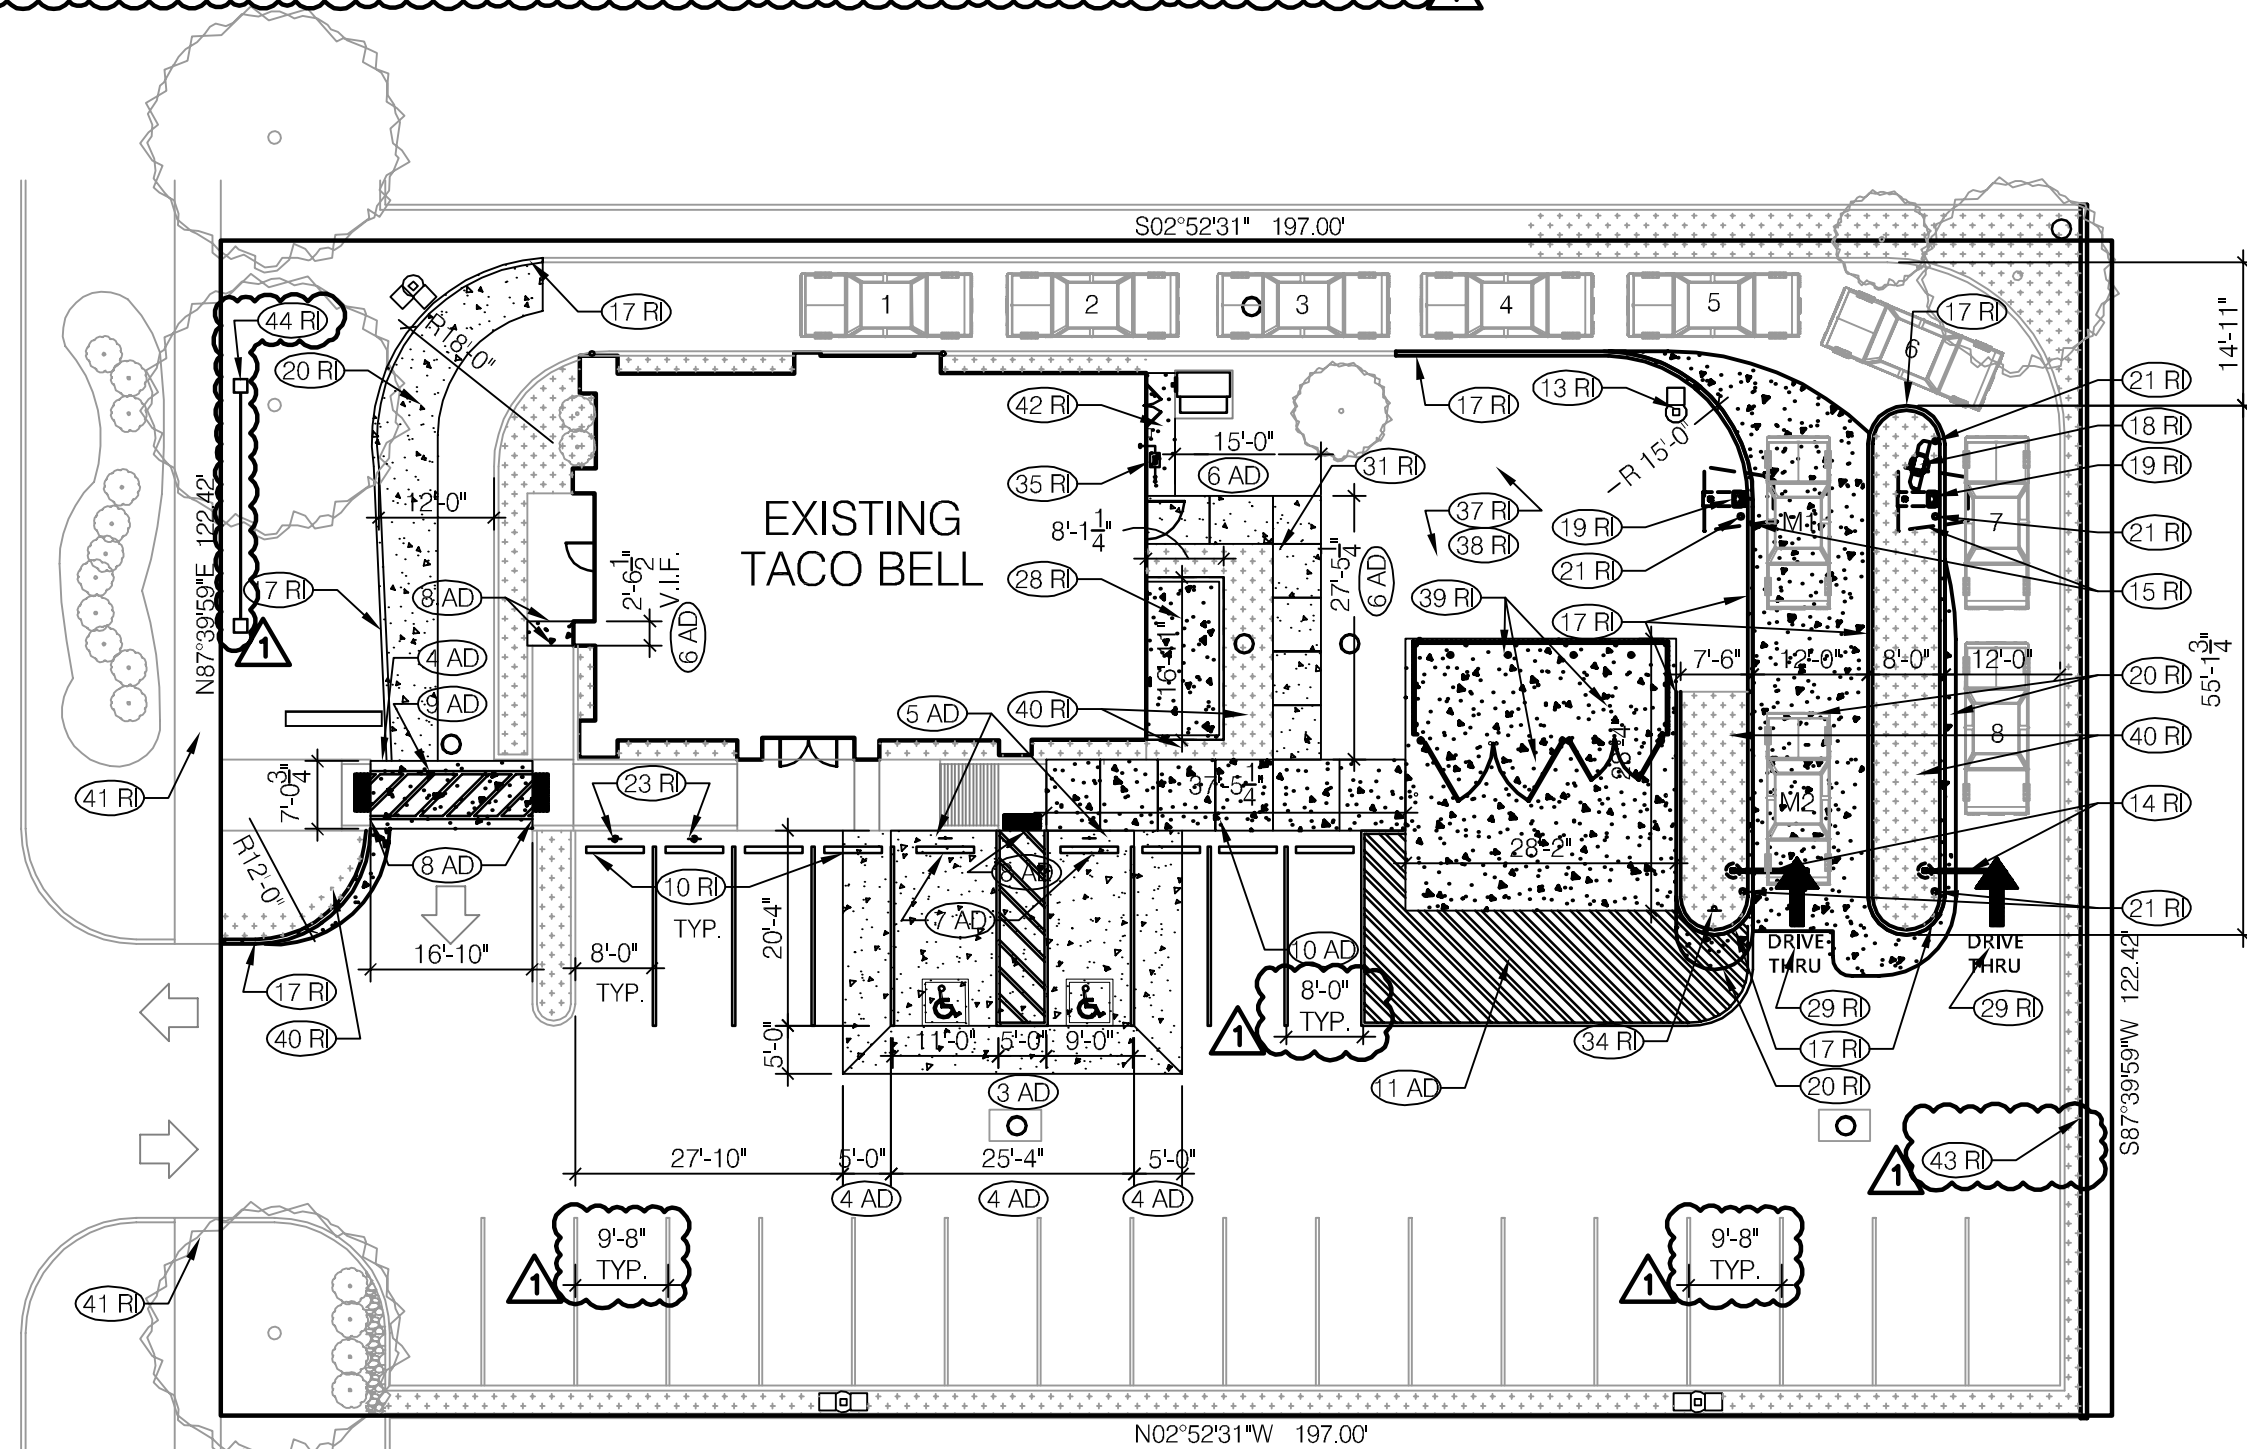 1
S02°52'31" 197.00'
44 RI
17 RI
1
2
3
4
5
6
17 RI
14'-11"
R18'-0"
20 RI
42 RI
13 RI
17 RI
21 RI
18 RI
19 RI
15'-0"
6 AD
31 RI
R 15'-0"
35 RI
N87°39'59"E 122.42'
12'-0"
EXISTING
TACO BELL
8'-1 1/4"
37 RI
38 RI
19 RI
21 RI
M1
7
21 RI
17 RI
8 AD
2'-6 1/2"
V.I.F.
6 AD
28 RI
27'-5 1/4"
6 AD
39 RI
17 RI
15 RI
1
4 AD
9 AD
16'-4"
7'-6"
12'-0"
8'-0"
12'-0"
20 RI
55'-1 3/4"
5 AD
40 RI
28'-4"
40 RI
8
41 RI
7'-0 3/4"
23 RI
37'-5 1/4"
M2
14 RI
R12'-0"
8 AD
10 RI
TYP.
8 AD
7 AD
28'-2"
21 RI
20'-4"
16'-10"
8'-0"
TYP.
10 AD
DRIVE
THRU
DRIVE
THRU
17 RI
40 RI
1
8'-0"
TYP.
29 RI
29 RI
S87°39'59"W 122.42'
5'-0"
11'-0"
5'-0"
9'-0"
34 RI
17 RI
20 RI
3 AD
11 AD
27'-10"
5'-0"
25'-4"
5'-0"
1
43 RI
4 AD
4 AD
4 AD
41 RI
1
9'-8"
TYP.
1
9'-8"
TYP.
N02°52'31"W 197.00'